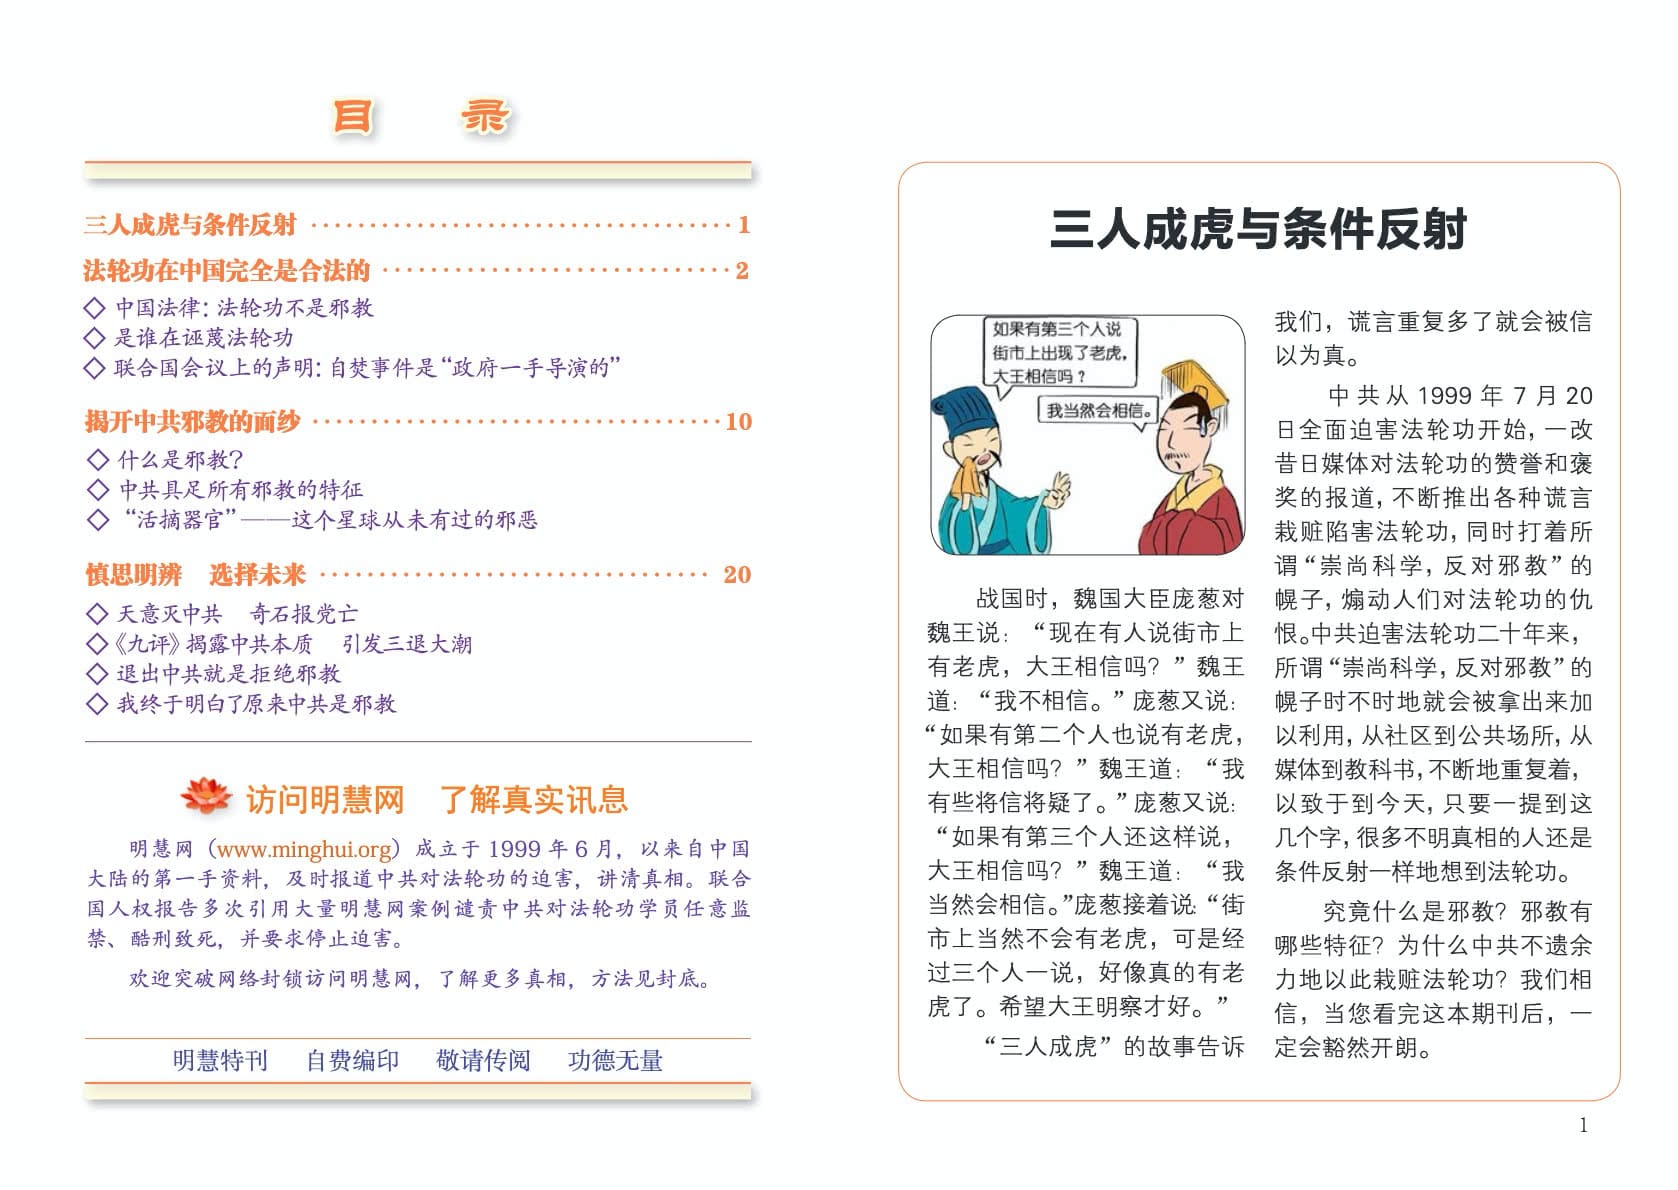 目 录
三人成虎与条件反射 ···································· 1
法轮功在中国完全是合法的 ······························ 2
◇ 中国法律：法轮功不是邪教
◇ 是谁在诬蔑法轮功
◇ 联合国会议上的声明：自焚事件是“政府一手导演的”
揭开中共邪教的面纱 ··································· 10
◇ 什么是邪教？
◇ 中共具足所有邪教的特征
◇ “活摘器官”——这个星球从未有过的邪恶
慎思明辨 选择未来 ································· 20
◇ 天意灭中共 奇石报党亡
◇《九评》揭露中共本质 引发三退大潮
◇ 退出中共就是拒绝邪教
◇ 我终于明白了原来中共是邪教
访问明慧网 了解真实讯息
明慧网（www.minghui.org）成立于 1999 年 6 月，以来自中国
大陆的第一手资料，及时报道中共对法轮功的迫害，讲清真相。联合
国人权报告多次引用大量明慧网案例谴责中共对法轮功学员任意监
禁、酷刑致死，并要求停止迫害。
欢迎突破网络封锁访问明慧网，了解更多真相，方法见封底。
明慧特刊 自费编印 敬请传阅 功德无量
三人成虎与条件反射
如果有第三个人说
街市上出现了老虎，
大王相信吗？
我当然会相信。
战国时，魏国大臣庞葱对
魏王说：“现在有人说街市上
有老虎，大王相信吗？”魏王
道：“我不相信。”庞葱又说：
“如果有第二个人也说有老虎，
大王相信吗？”魏王道：“我
有些将信将疑了。”庞葱又说：
“如果有第三个人还这样说，
大王相信吗？”魏王道：“我
当然会相信。”庞葱接着说：“街
市上当然不会有老虎，可是经
过三个人一说，好像真的有老
虎了。希望大王明察才好。”
“三人成虎”的故事告诉
我们，谎言重复多了就会被信
以为真。
中共从 1999 年 7 月 20
日全面迫害法轮功开始，一改
昔日媒体对法轮功的赞誉和褒
奖的报道，不断推出各种谎言
栽赃陷害法轮功，同时打着所
谓“崇尚科学，反对邪教”的
幌子，煽动人们对法轮功的仇
恨。中共迫害法轮功二十年来，
所谓“崇尚科学，反对邪教”的
幌子时不时地就会被拿出来加
以利用，从社区到公共场所，从
媒体到教科书，不断地重复着，
以致于到今天，只要一提到这
几个字，很多不明真相的人还是
条件反射一样地想到法轮功。
究竟什么是邪教？邪教有
哪些特征？为什么中共不遗余
力地以此栽赃法轮功？我们相
信，当您看完这本期刊后，一
定会豁然开朗。
1